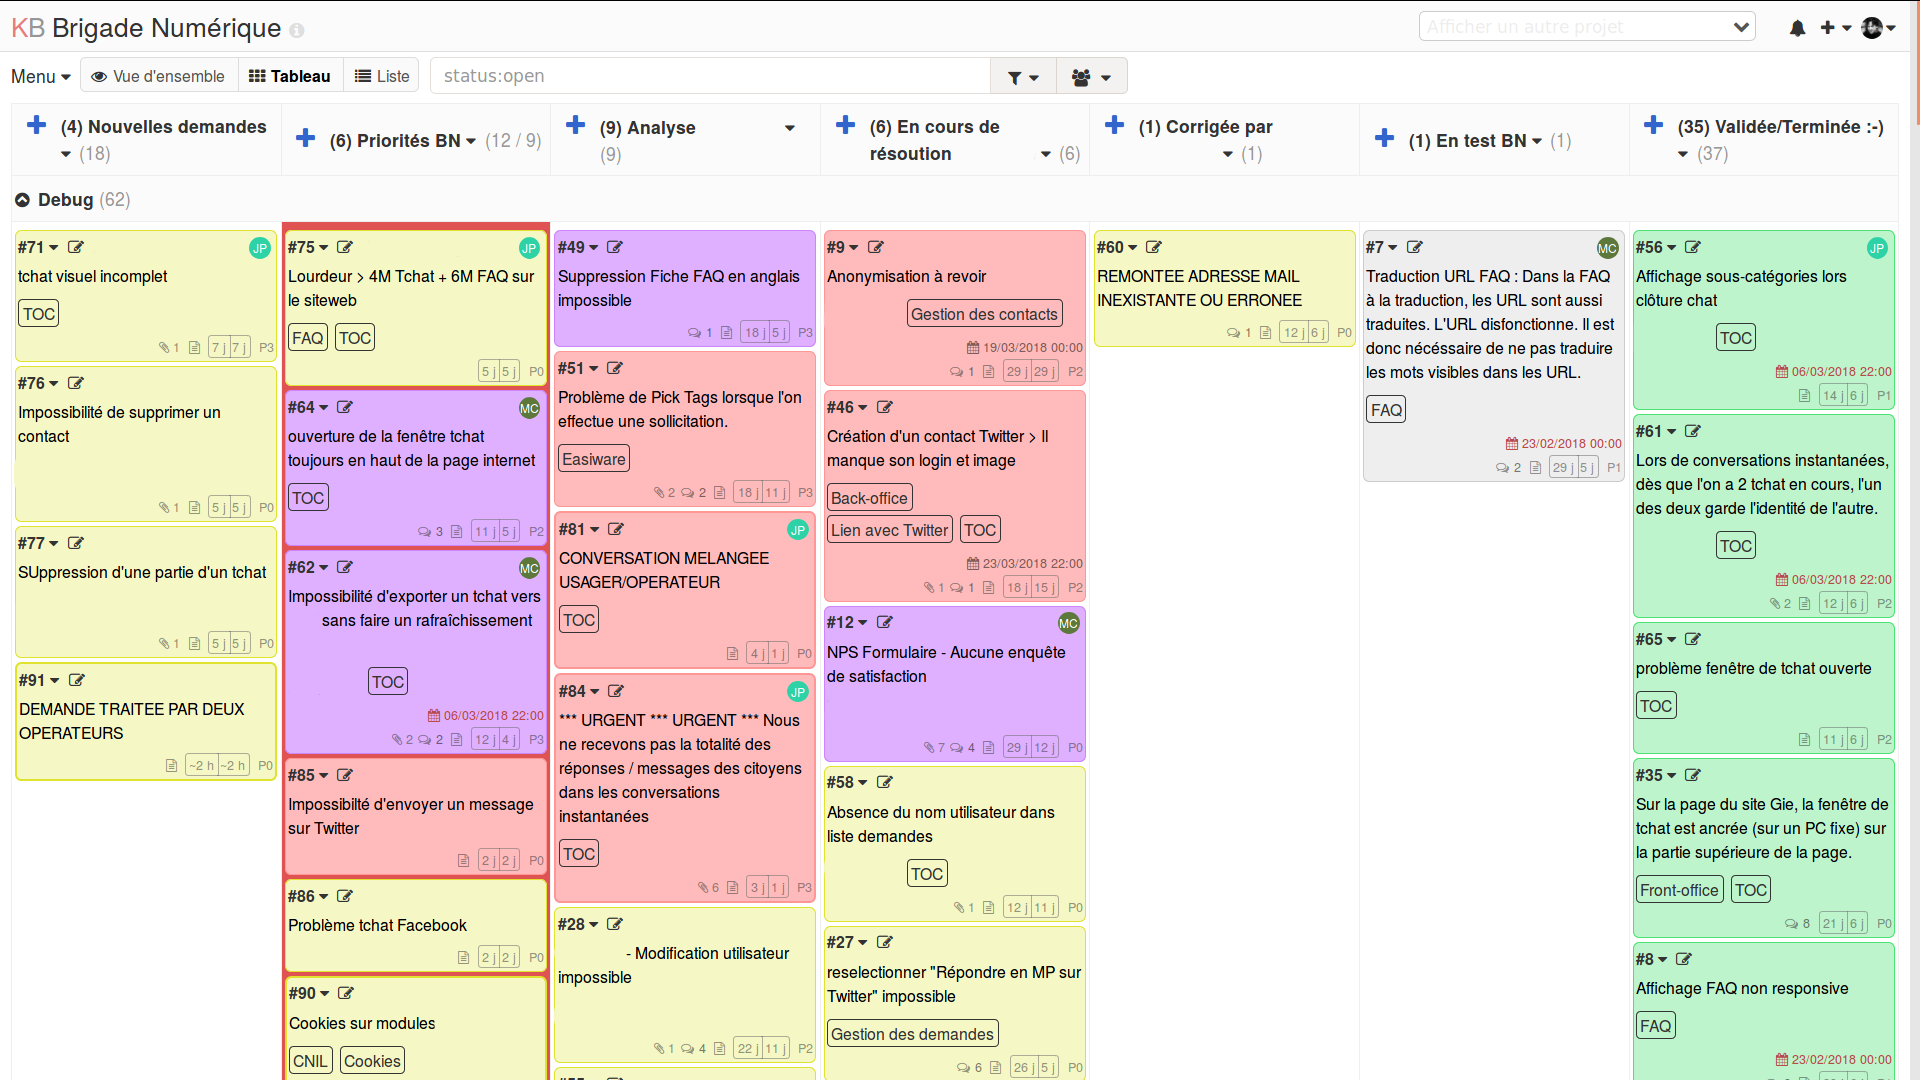 KB Brigade Numérique
Afficher un autre projet
Menu
Vue d'ensemble
Tableau
Liste
status:open
(4) Nouvelles demandes
(18)
(6) Priorités BN (12 / 9)
(9) Analyse
(9)
(6) En cours de
résoution (6)
(1) Corrigée par
(1)
(1) En test BN (1)
(35) Validée/Terminée :-)
(37)
Debug (62)
#71 JP
tchat visuel incomplet
TOC
1 7 j 7 j P3
#76
Impossibilité de supprimer un
contact
1 5 j 5 j P0
#77
SUppression d'une partie d'un tchat
1 5 j 5 j P0
#91
DEMANDE TRAITEE PAR DEUX
OPERATEURS
~2 h ~2 h P0
#75 JP
Lourdeur > 4M Tchat + 6M FAQ sur
le siteweb
FAQ TOC
5 j 5 j P0
#64 MC
ouverture de la fenêtre tchat
toujours en haut de la page internet
TOC
3 11 j 5 j P2
#62 MC
Impossibilité d'exporter un tchat vers
sans faire un rafraîchissement
TOC
06/03/2018 22:00
2 2 12 j 4 j P3
#85
Impossibilté d'envoyer un message
sur Twitter
2 j 2 j P0
#86
Problème tchat Facebook
2 j 2 j P0
#90
Cookies sur modules
CNIL Cookies
#49
Suppression Fiche FAQ en anglais
impossible
1 18 j 5 j P3
#51
Problème de Pick Tags lorsque l'on
effectue une sollicitation.
Easiware
2 2 18 j 11 j P3
#81 JP
CONVERSATION MELANGEE
USAGER/OPERATEUR
TOC
4 j 1 j P0
#84 JP
*** URGENT *** URGENT *** Nous
ne recevons pas la totalité des
réponses / messages des citoyens
dans les conversations
instantanées
TOC
6 3 j 1 j P3
#28
- Modification utilisateur
impossible
1 4 22 j 11 j P2
#9
Anonymisation à revoir
Gestion des contacts
19/03/2018 00:00
1 29 j 29 j P2
#46
Création d'un contact Twitter > Il
manque son login et image
Back-office
Lien avec Twitter TOC
23/03/2018 22:00
1 1 18 j 15 j P2
#12 MC
NPS Formulaire - Aucune enquête
de satisfaction
7 4 29 j 12 j P0
#58
Absence du nom utilisateur dans
liste demandes
TOC
1 12 j 11 j P0
#27
reselectionner "Répondre en MP sur
Twitter" impossible
Gestion des demandes
6 26 j 5 j P0
#60
REMONTEE ADRESSE MAIL
INEXISTANTE OU ERRONEE
1 12 j 6 j P0
#7 MC
Traduction URL FAQ : Dans la FAQ
à la traduction, les URL sont aussi
traduites. L'URL disfonctionne. Il est
donc nécéssaire de ne pas traduire
les mots visibles dans les URL.
FAQ
23/02/2018 00:00
2 29 j 5 j P1
#56 JP
Affichage sous-catégories lors
clôture chat
TOC
06/03/2018 22:00
14 j 6 j P1
#61
Lors de conversations instantanées,
dès que l'on a 2 tchat en cours, l'un
des deux garde l'identité de l'autre.
TOC
06/03/2018 22:00
2 12 j 6 j P2
#65
problème fenêtre de tchat ouverte
TOC
11 j 6 j P2
#35
Sur la page du site Gie, la fenêtre de
tchat est ancrée (sur un PC fixe) sur
la partie supérieure de la page.
Front-office TOC
8 21 j 6 j P0
#8
Affichage FAQ non responsive
FAQ
23/02/2018 00:00